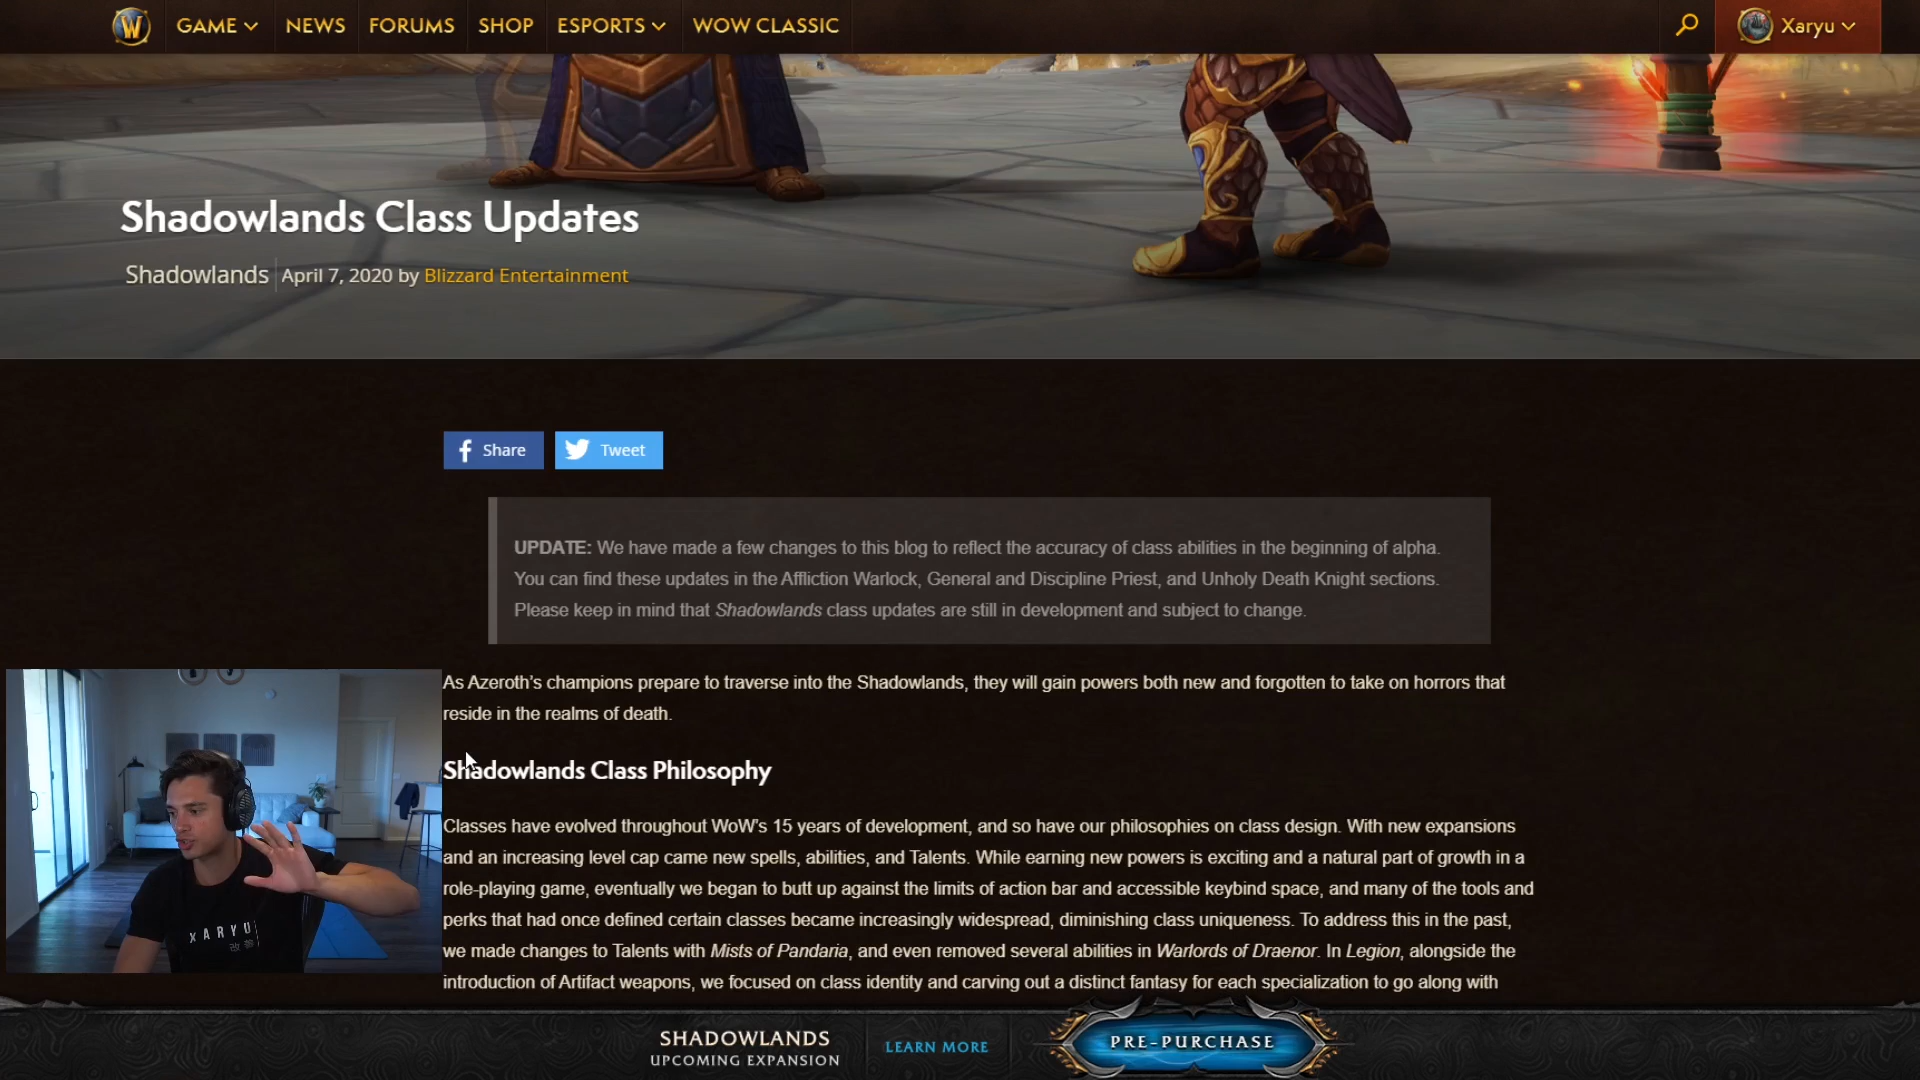 W GAME NEWS FORUMS SHOP ESPORTS WOW CLASSIC Xaryu
Shadowlands Class Updates
Shadowlands April 7, 2020 by Blizzard Entertainment
f Share Tweet
UPDATE: We have made a few changes to this blog to reflect the accuracy of class abilities in the beginning of alpha.
You can find these updates in the Affliction Warlock, General and Discipline Priest, and Unholy Death Knight sections.
Please keep in mind that Shadowlands class updates are still in development and subject to change.
As Azeroth's champions prepare to traverse into the Shadowlands, they will gain powers both new and forgotten to take on horrors that
reside in the realms of death.
Shadowlands Class Philosophy
Classes have evolved throughout WoW's 15 years of development, and so have our philosophies on class design. With new expansions
and an increasing level cap came new spells, abilities, and Talents. While earning new powers is exciting and a natural part of growth in a
role-playing game, eventually we began to butt up against the limits of action bar and accessible keybind space, and many of the tools and
perks that had once defined certain classes became increasingly widespread, diminishing class uniqueness. To address this in the past,
we made changes to Talents with Mists of Pandaria, and even removed several abilities in Warlords of Draenor. In Legion, alongside the
introduction of Artifact weapons, we focused on class identity and carving out a distinct fantasy for each specialization to go along with
XARYU
改善
SHADOWLANDS
UPCOMING EXPANSION
LEARN MORE
PRE-PURCHASE